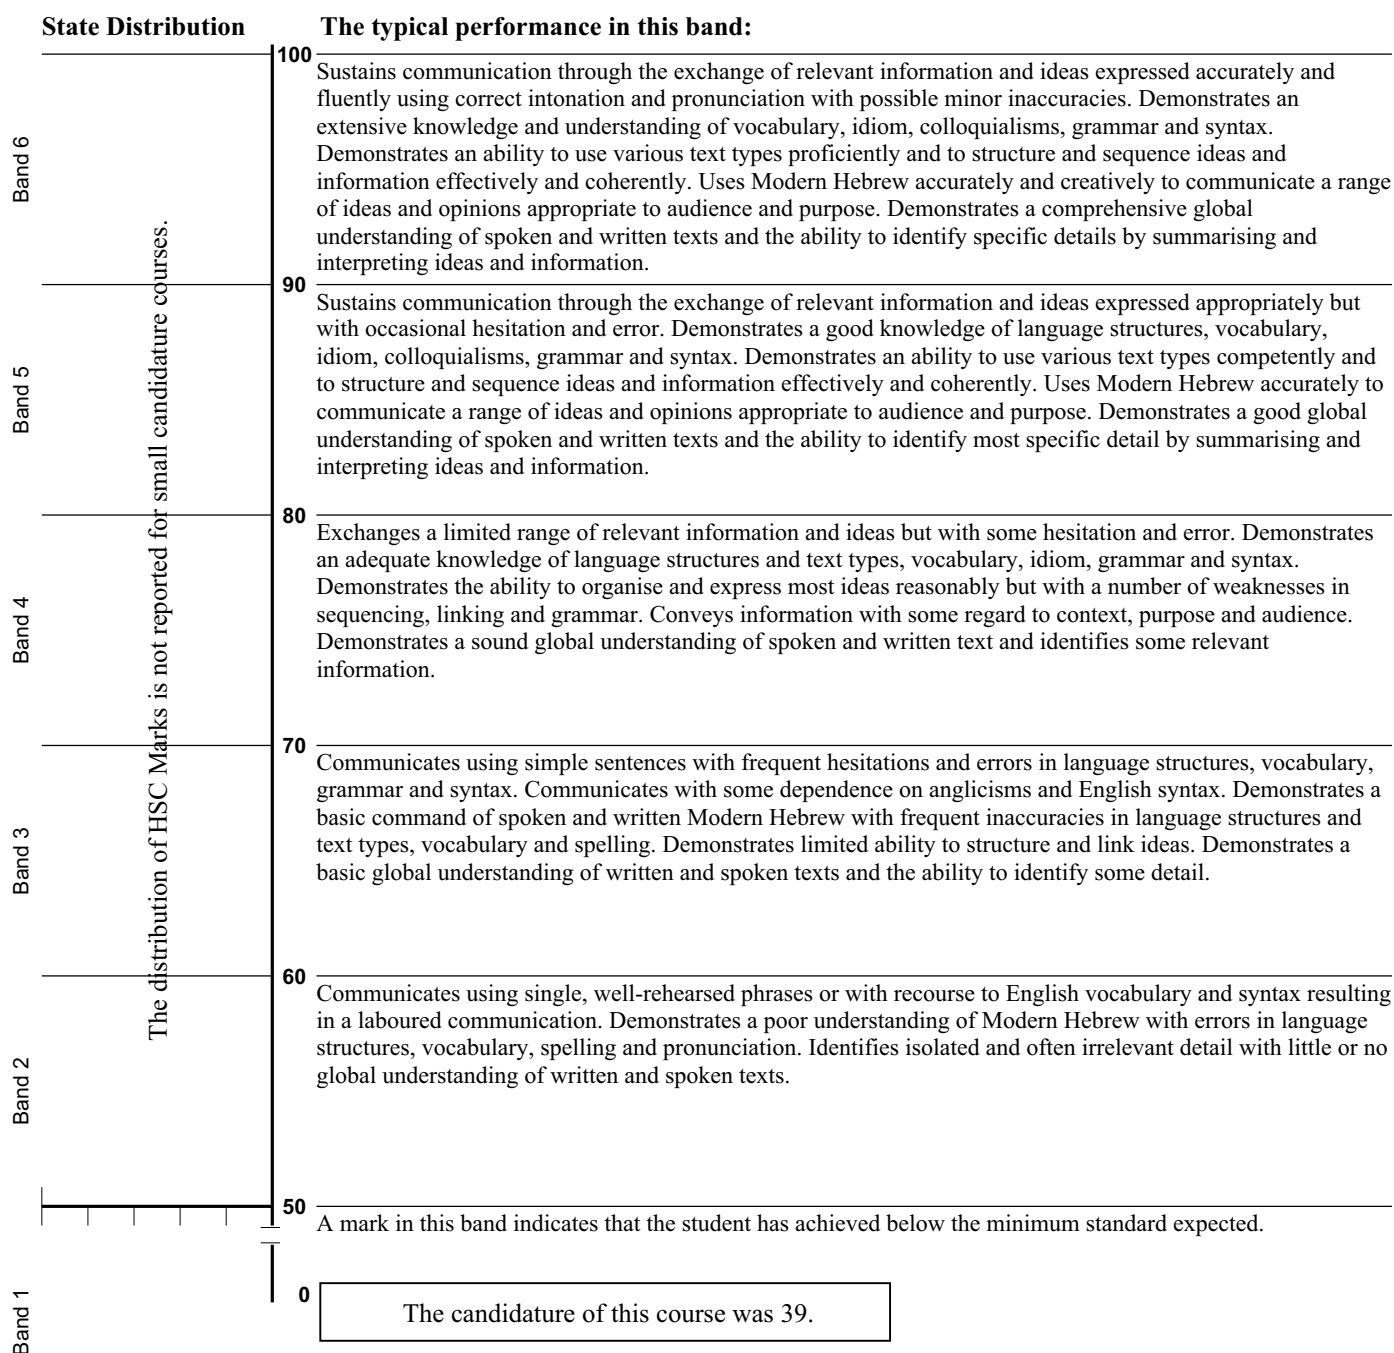 State Distribution
The typical performance in this band:
The distribution of HSC Marks is not reported for small candidature courses.
Band 6
100
Sustains communication through the exchange of relevant information and ideas expressed accurately and
fluently using correct intonation and pronunciation with possible minor inaccuracies. Demonstrates an
extensive knowledge and understanding of vocabulary, idiom, colloquialisms, grammar and syntax.
Demonstrates an ability to use various text types proficiently and to structure and sequence ideas and
information effectively and coherently. Uses Modern Hebrew accurately and creatively to communicate a range
of ideas and opinions appropriate to audience and purpose. Demonstrates a comprehensive global
understanding of spoken and written texts and the ability to identify specific details by summarising and
interpreting ideas and information.
Band 5
90
Sustains communication through the exchange of relevant information and ideas expressed appropriately but
with occasional hesitation and error. Demonstrates a good knowledge of language structures, vocabulary,
idiom, colloquialisms, grammar and syntax. Demonstrates an ability to use various text types competently and
to structure and sequence ideas and information effectively and coherently. Uses Modern Hebrew accurately to
communicate a range of ideas and opinions appropriate to audience and purpose. Demonstrates a good global
understanding of spoken and written texts and the ability to identify most specific detail by summarising and
interpreting ideas and information.
Band 4
80
Exchanges a limited range of relevant information and ideas but with some hesitation and error. Demonstrates
an adequate knowledge of language structures and text types, vocabulary, idiom, grammar and syntax.
Demonstrates the ability to organise and express most ideas reasonably but with a number of weaknesses in
sequencing, linking and grammar. Conveys information with some regard to context, purpose and audience.
Demonstrates a sound global understanding of spoken and written text and identifies some relevant
information.
Band 3
70
Communicates using simple sentences with frequent hesitations and errors in language structures, vocabulary,
grammar and syntax. Communicates with some dependence on anglicisms and English syntax. Demonstrates a
basic command of spoken and written Modern Hebrew with frequent inaccuracies in language structures and
text types, vocabulary and spelling. Demonstrates limited ability to structure and link ideas. Demonstrates a
basic global understanding of written and spoken texts and the ability to identify some detail.
Band 2
60
Communicates using single, well-rehearsed phrases or with recourse to English vocabulary and syntax resulting
in a laboured communication. Demonstrates a poor understanding of Modern Hebrew with errors in language
structures, vocabulary, spelling and pronunciation. Identifies isolated and often irrelevant detail with little or no
global understanding of written and spoken texts.
Band 1
50
A mark in this band indicates that the student has achieved below the minimum standard expected.
0
The candidature of this course was 39.